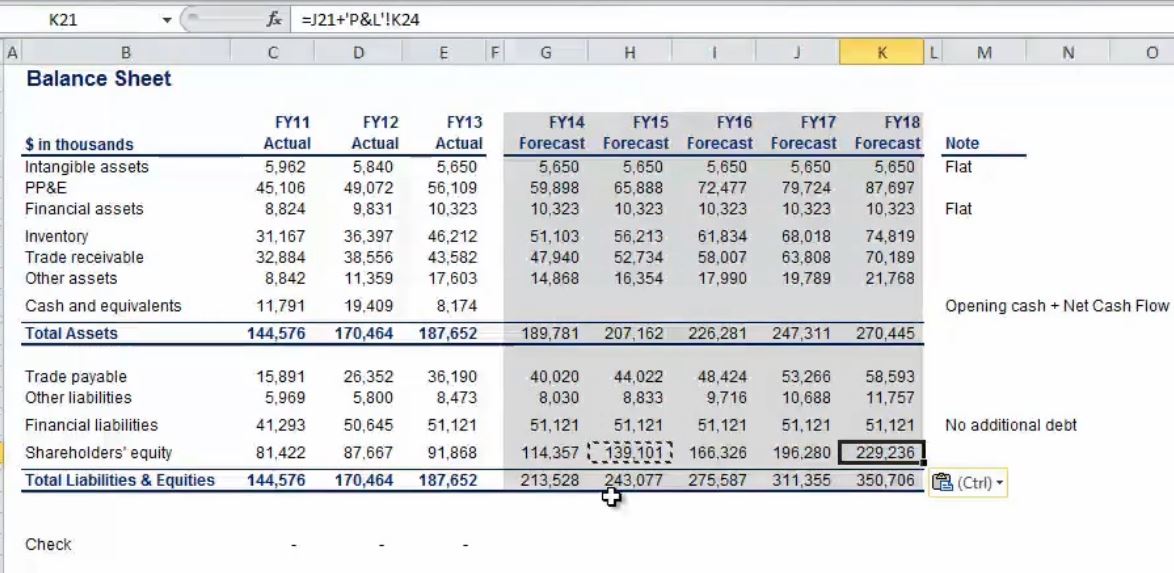 K21 fx =J21+'P&L'!K24
A B C D E F G H I J K L M N O
Balance Sheet
FY11 FY12 FY13 FY14 FY15 FY16 FY17 FY18
$ in thousands Actual Actual Actual Forecast Forecast Forecast Forecast Forecast Note
Intangible assets 5,962 5,840 5,650 5,650 5,650 5,650 5,650 5,650 Flat
PP&E 45,106 49,072 56,109 59,898 65,888 72,477 79,724 87,697
Financial assets 8,824 9,831 10,323 10,323 10,323 10,323 10,323 10,323 Flat
Inventory 31,167 36,397 46,212 51,103 56,213 61,834 68,018 74,819
Trade receivable 32,884 38,556 43,582 47,940 52,734 58,007 63,808 70,189
Other assets 8,842 11,359 17,603 14,868 16,354 17,990 19,789 21,768
Cash and equivalents 11,791 19,409 8,174 Opening cash + Net Cash Flow
Total Assets 144,576 170,464 187,652 189,781 207,162 226,281 247,311 270,445
Trade payable 15,891 26,352 36,190 40,020 44,022 48,424 53,266 58,593
Other liabilities 5,969 5,800 8,473 8,030 8,833 9,716 10,688 11,757
Financial liabilities 41,293 50,645 51,121 51,121 51,121 51,121 51,121 51,121 No additional debt
Shareholders' equity 81,422 87,667 91,868 114,357 139,101 166,326 196,280 229,236
Total Liabilities & Equities 144,576 170,464 187,652 213,528 243,077 275,587 311,355 350,706 (Ctrl)
Check - - -